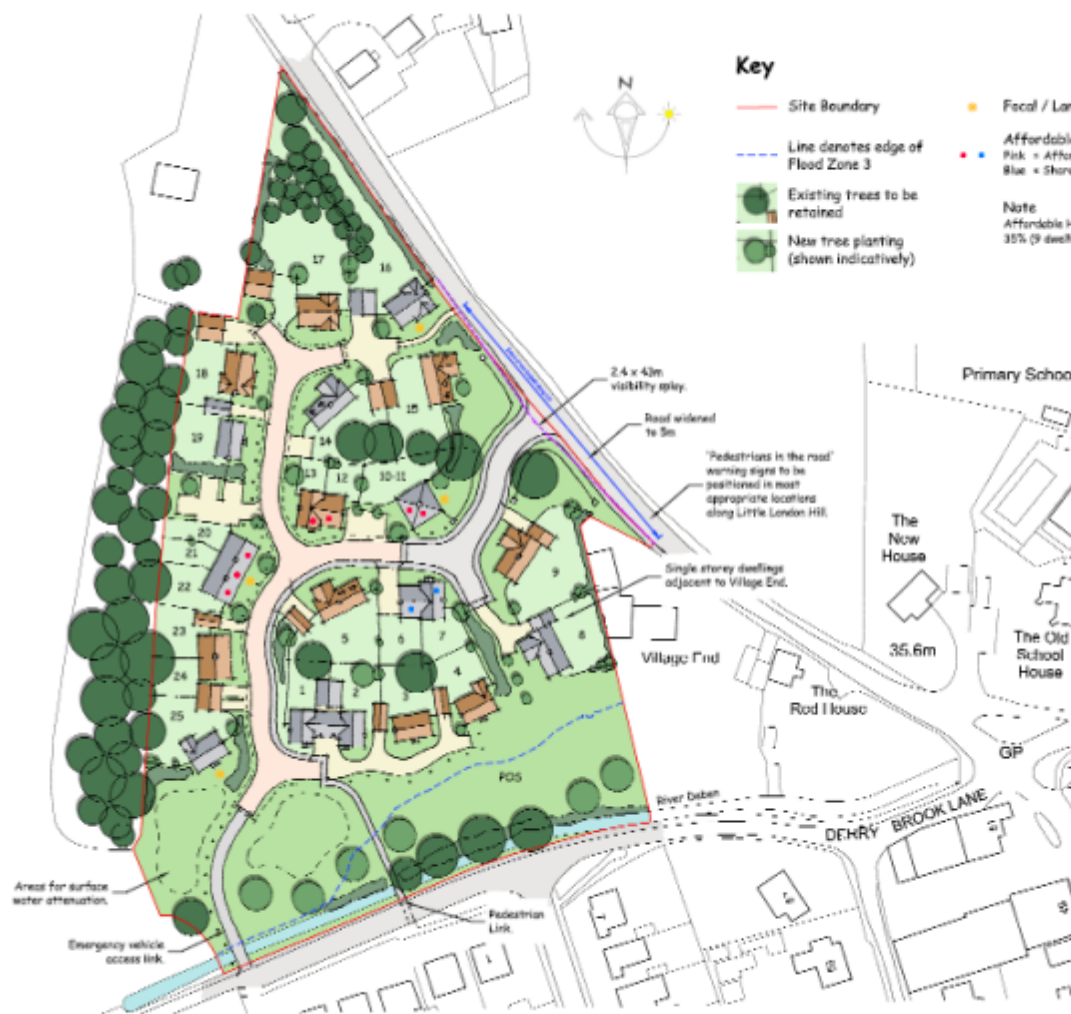 Key
N
Site Boundary
Line denotes edge of
Flood Zone 3
Existing trees to be
retained
New tree planting
(shown indicatively)
Focal /
Pink =
Blue =
Note
Affordable
35% (9
2.4 x 43m
visibility splay.
Road widened
to 5m
"Pedestrians in the road"
warning signs to be
positioned in most
appropriate locations
along Little London Hill.
Single storey dwellings
adjacent to Village End.
Primary School
The
New
House
35.6m
The Old
School
House
Village End
The
Red House
GP
River Deben
DERRY BROOK LANE
POS
Areas for surface
water attenuation.
Emergency vehicle
access link.
Pedestrian
Link.
17
16
18
15
19
14
13
12
10-11
20
21
22
9
23
5
6
7
8
24
4
1
2
3
25